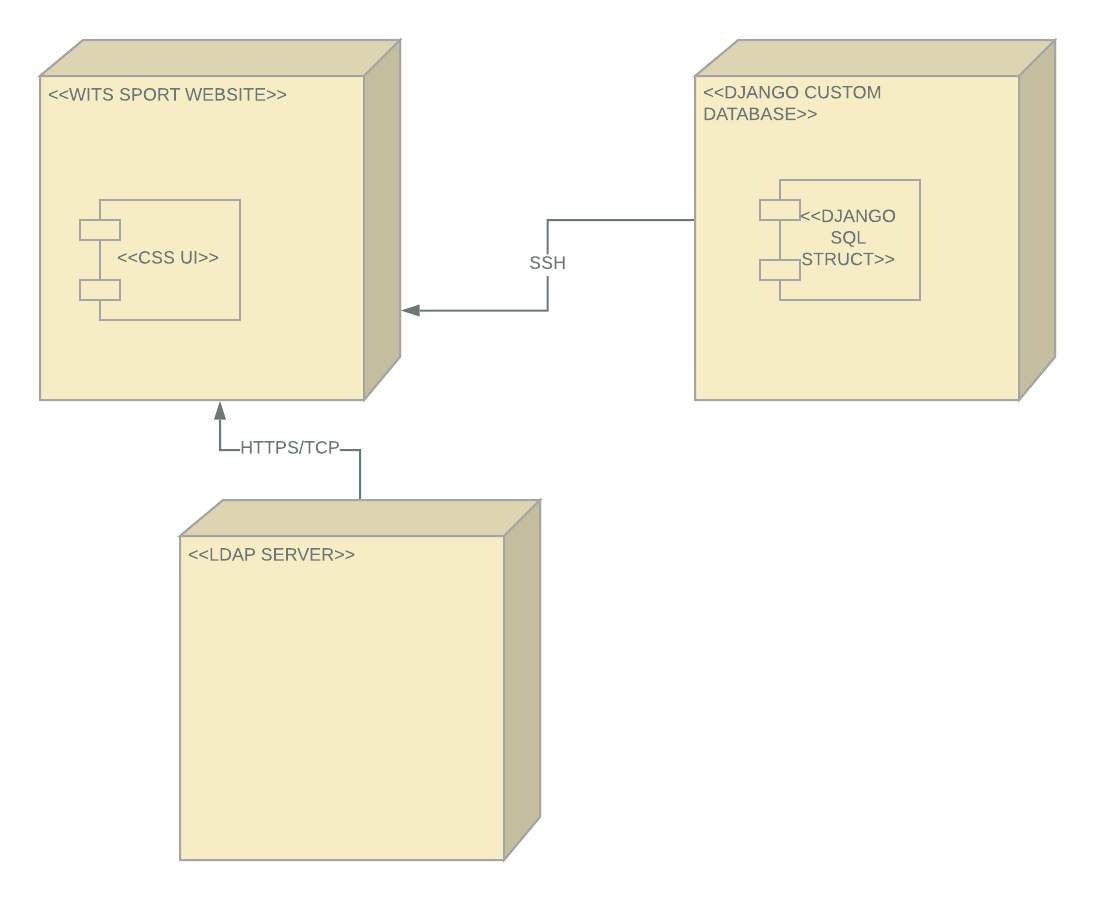 <<WITS SPORT WEBSITE>>
<<DJANGO CUSTOM
DATABASE>>
<<CSS UI>>
<<DJANGO
SQL
STRUCT>>
SSH
HTTPS/TCP
<<LDAP SERVER>>